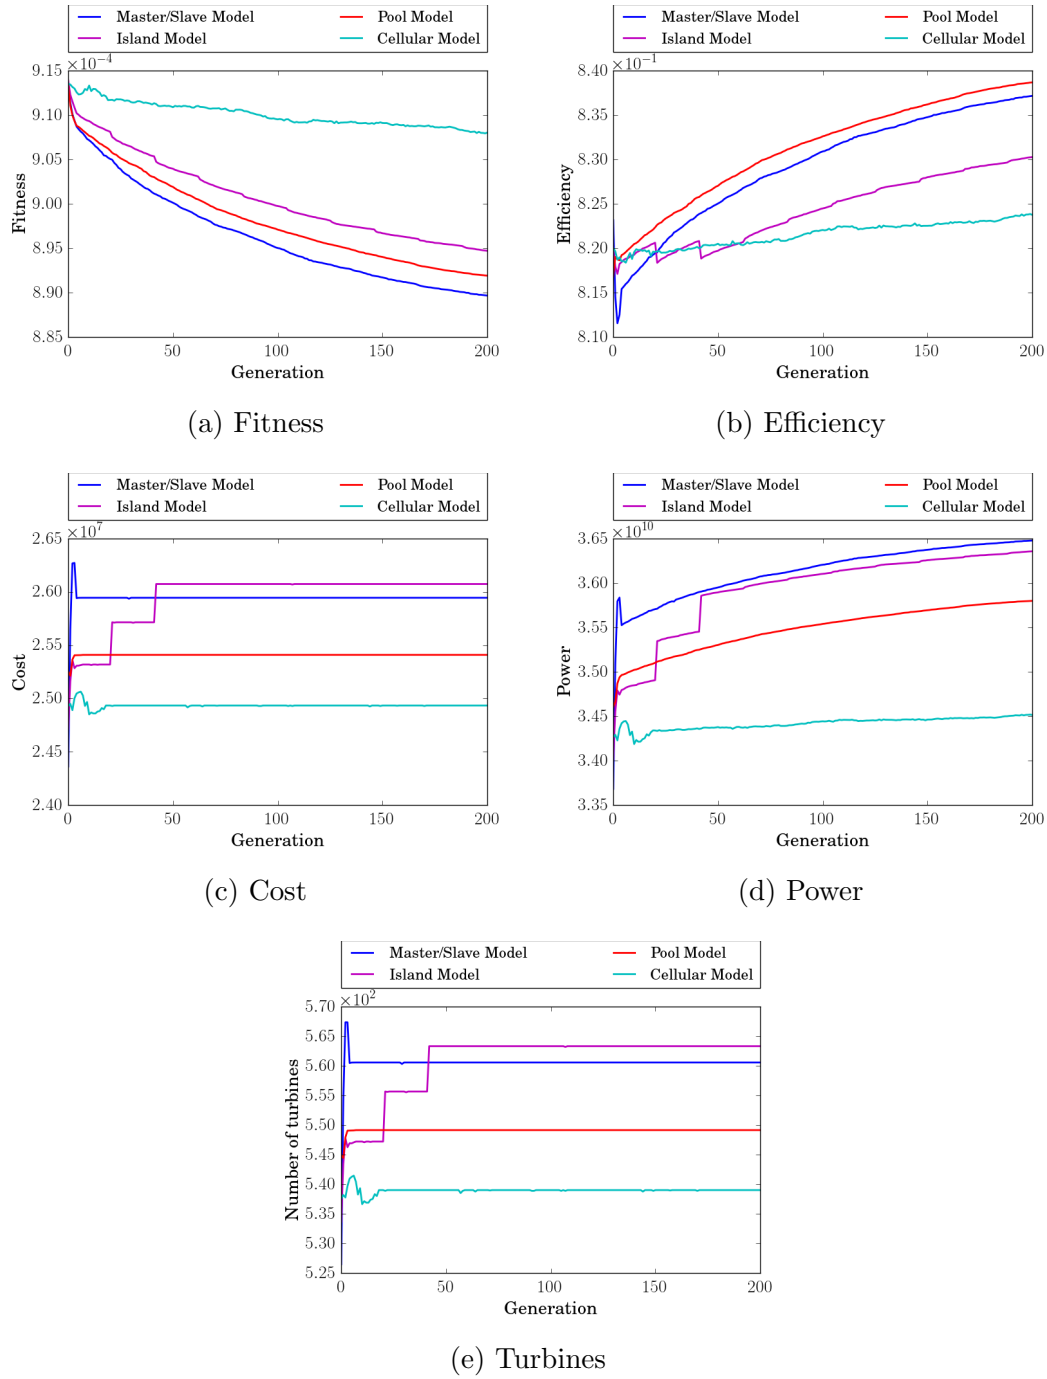 Master/Slave Model Pool Model
Island Model Cellular Model
×10⁻⁴
9.15
9.10
9.05
9.00
8.95
8.90
8.85
Fitness
0 50 100 150 200
Generation
(a) Fitness
Master/Slave Model Pool Model
Island Model Cellular Model
×10⁻¹
8.40
8.35
8.30
8.25
8.20
8.15
8.10
Efficiency
0 50 100 150 200
Generation
(b) Efficiency
Master/Slave Model Pool Model
Island Model Cellular Model
×10⁷
2.65
2.60
2.55
2.50
2.45
2.40
Cost
0 50 100 150 200
Generation
(c) Cost
Master/Slave Model Pool Model
Island Model Cellular Model
×10¹⁰
3.65
3.60
3.55
3.50
3.45
3.40
3.35
Power
0 50 100 150 200
Generation
(d) Power
Master/Slave Model Pool Model
Island Model Cellular Model
×10²
5.70
5.65
5.60
5.55
5.50
5.45
5.40
5.35
5.30
5.25
Number of turbines
0 50 100 150 200
Generation
(e) Turbines